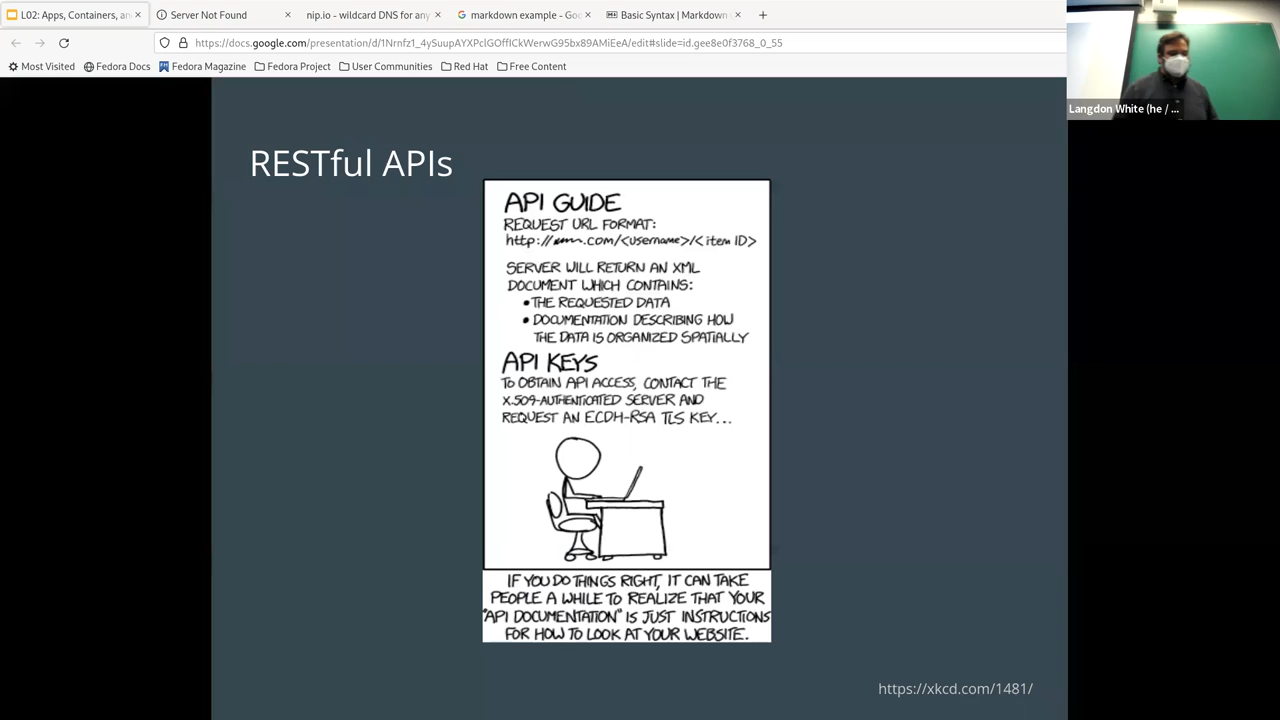 L02: Apps, Containers, an
Server Not Found
nip.io - wildcard DNS for any
markdown example - Goo
Basic Syntax | Markdown
https://docs.google.com/presentation/d/1Nrnfz1_4ySuupAYXPclGOffICkWerwG95bx89AMiEeA/edit#slide=id.gee8e0f3768_0_55
Most Visited
Fedora Docs
Fedora Magazine
Fedora Project
User Communities
Red Hat
Free Content
Langdon White (he / ...
RESTful APIs
API GUIDE
REQUEST URL FORMAT:
http://.com/<username>/<item ID>
SERVER WILL RETURN AN XML
DOCUMENT WHICH CONTAINS:
• THE REQUESTED DATA
• DOCUMENTATION DESCRIBING HOW
THE DATA IS ORGANIZED SPATIALLY
API KEYS
TO OBTAIN API ACCESS, CONTACT THE
X.509-AUTHENTICATED SERVER AND
REQUEST AN ECDH-RSA TLS KEY...
IF YOU DO THINGS RIGHT, IT CAN TAKE
PEOPLE A WHILE TO REALIZE THAT YOUR
"API DOCUMENTATION" IS JUST INSTRUCTIONS
FOR HOW TO LOOK AT YOUR WEBSITE.
https://xkcd.com/1481/